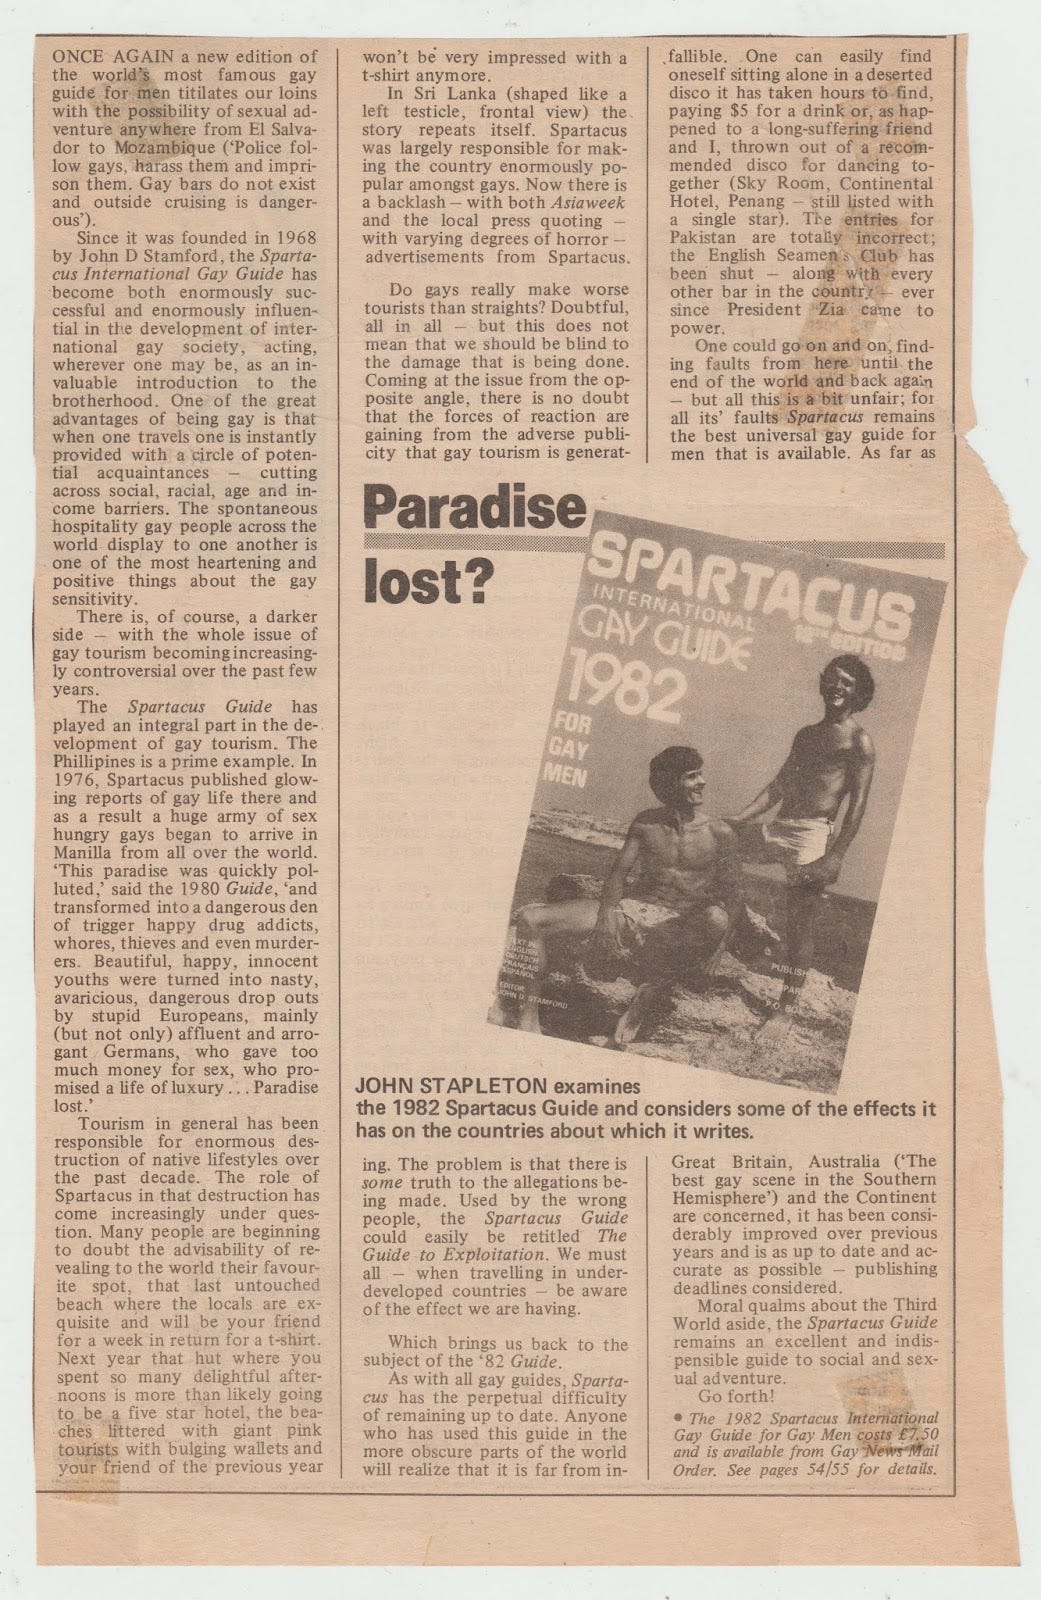 ONCE AGAIN a new edition of
the world's most famous gay
guide for men titilates our loins
with the possibility of sexual ad-
venture anywhere from El Salva-
dor to Mozambique (‘Police fol-
low gays, harass them and impri-
son them. Gay bars do not exist
and outside cruising is danger-
ous’).
Since it was founded in 1968
by John D Stamford, the Sparta-
cus International Gay Guide has
become both enormously suc-
cessful and enormously influen-
tial in the development of inter-
national gay society, acting,
wherever one may be, as an in-
valuable introduction to the
brotherhood. One of the great
advantages of being gay is that
when one travels one is instantly
provided with a circle of poten-
tial acquaintances — cutting
across social, racial, age and in-
come barriers. The spontaneous
hospitality gay people across the
world display to one another is
one of the most heartening and
positive things about the gay
sensitivity.
There is, of course, a darker
side — with the whole issue of
gay tourism becoming increasing-
ly controversial over the past few
years.
The Spartacus Guide has
played an integral part in the de-
velopment of gay tourism. The
Phillipines is a prime example. In
1976, Spartacus published glow-
ing reports of gay life there and
as a result a huge army of sex
hungry gays began to arrive in
Manilla from all over the world.
‘This paradise was quickly pol-
luted,’ said the 1980 Guide, ‘and
transformed into a dangerous den
of trigger happy drug addicts,
whores, thieves and even murder-
ers. Beautiful, happy, innocent
youths were turned into nasty,
avaricious, dangerous drop outs
by stupid Europeans, mainly
(but not only) affluent and arro-
gant Germans, who gave too
much money for sex, who pro-
mised a life of luxury . . . Paradise
lost.’
Tourism in general has been
responsible for enormous des-
truction of native lifestyles over
the past decade. The role of
Spartacus in that destruction has
come increasingly under ques-
tion. Many people are beginning
to doubt the advisability of re-
vealing to the world their favour-
ite spot, that last untouched
beach where the locals are ex-
quisite and will be your friend
for a week in return for a t-shirt.
Next year that hut where you
spent so many delightful after-
noons is more than likely going
to be a five star hotel, the bea-
ches littered with giant pink
tourists with bulging wallets and
your friend of the previous year
won't be very impressed with a
t-shirt anymore.
In Sri Lanka (shaped like a
left testicle, frontal view) the
story repeats itself. Spartacus
was largely responsible for mak-
ing the country enormously po-
pular amongst gays. Now there is
a backlash — with both Asiaweek
and the local press quoting —
with varying degrees of horror —
advertisements from Spartacus.
Do gays really make worse
tourists than straights? Doubtful,
all in all — but this does not
mean that we should be blind to
the damage that is being done.
Coming at the issue from the op-
posite angle, there is no doubt
that the forces of reaction are
gaining from the adverse publi-
city that gay tourism is generat-
fallible. One can easily find
oneself sitting alone in a deserted
disco it has taken hours to find,
paying $5 for a drink or, as hap-
pened to a long-suffering friend
and I, thrown out of a recom-
mended disco for dancing to-
gether (Sky Room, Continental
Hotel, Penang — still listed with
a single star). The entries for
Pakistan are totally incorrect;
the English Seamen's Club has
been shut — along with every
other bar in the country — ever
since President Zia came to
power.
One could go on and on, find-
ing faults from here until the
end of the world and back again
— but all this is a bit unfair; for
all its’ faults Spartacus remains
the best universal gay guide for
men that is available. As far as
Paradise
lost?
SPARTACUS
INTERNATIONAL
GAY GUIDE
EDITION
1982
FOR
GAY
MEN
TEXT IN:
ENGLISH
DEUTSCH
FRANÇAIS
ESPAÑOL
EDITOR
JOHN D. STAMFORD
JOHN STAPLETON examines
the 1982 Spartacus Guide and considers some of the effects it
has on the countries about which it writes.
ing. The problem is that there is
some truth to the allegations be-
ing made. Used by the wrong
people, the Spartacus Guide
could easily be retitled The
Guide to Exploitation. We must
all — when travelling in under-
developed countries — be aware
of the effect we are having.
Which brings us back to the
subject of the ‘82 Guide.
As with all gay guides, Sparta-
cus has the perpetual difficulty
of remaining up to date. Anyone
who has used this guide in the
more obscure parts of the world
will realize that it is far from in-
Great Britain, Australia (‘The
best gay scene in the Southern
Hemisphere’) and the Continent
are concerned, it has been consi-
derably improved over previous
years and is as up to date and ac-
curate as possible — publishing
deadlines considered.
Moral qualms about the Third
World aside, the Spartacus Guide
remains an excellent and indis-
pensible guide to social and sex-
ual adventure.
Go forth!
• The 1982 Spartacus International
Gay Guide for Gay Men costs £7.50
and is available from Gay News Mail
Order. See pages 54/55 for details.